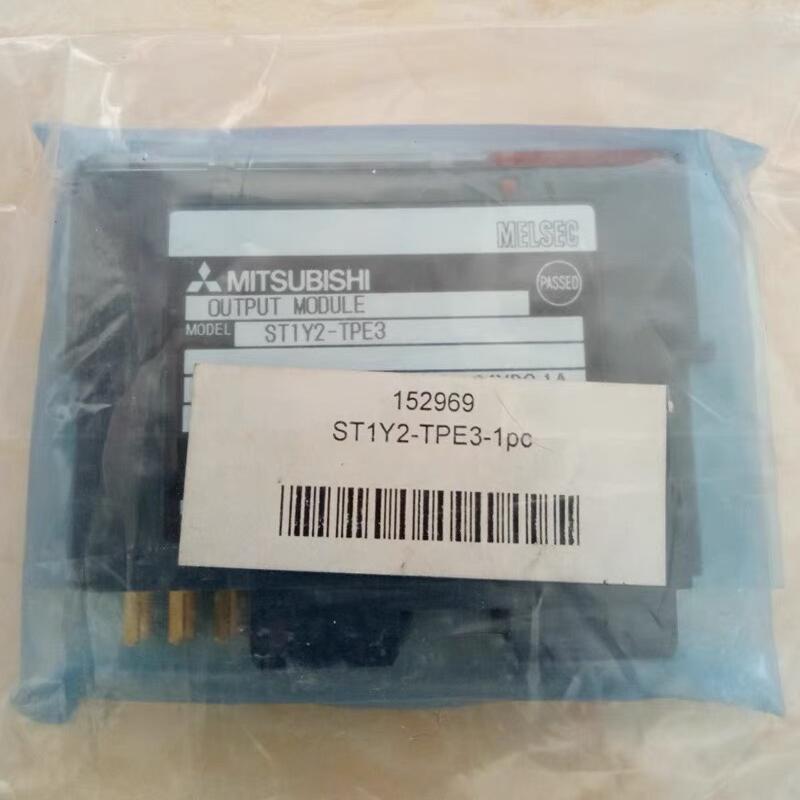 MELSEC
MITSUBISHI
PASSED
OUTPUT MODULE
MODEL ST1Y2-TPE3
152969
ST1Y2-TPE3-1pc